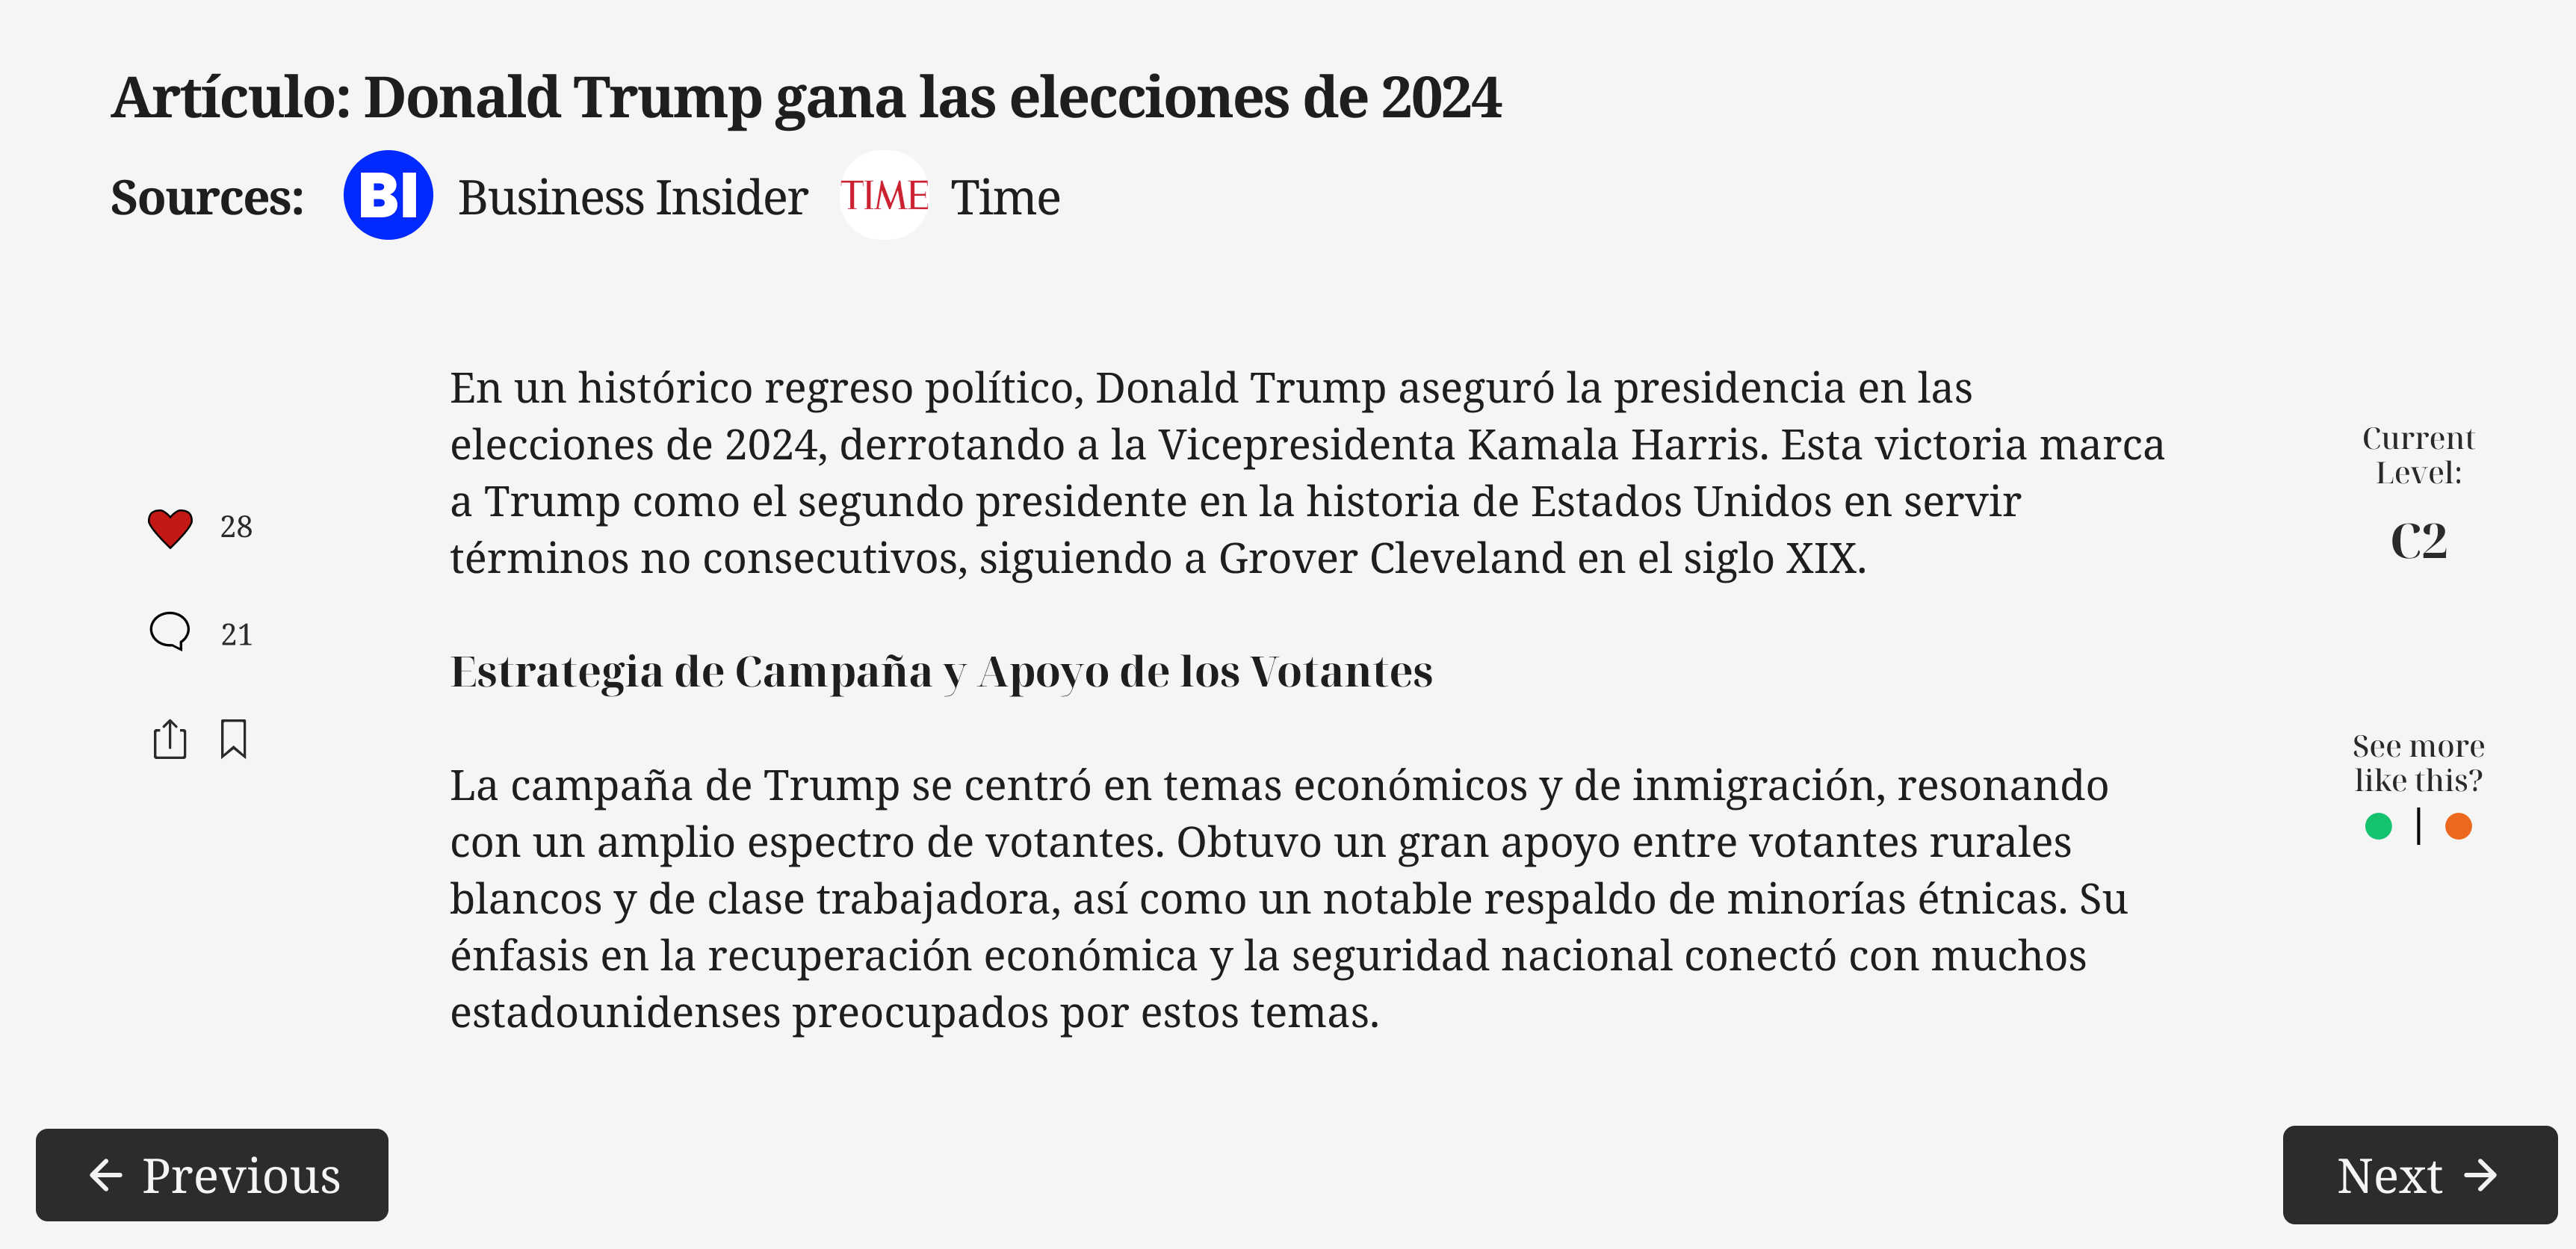 Artículo: Donald Trump gana las elecciones de 2024
Sources: BI Business Insider TIME Time
En un histórico regreso político, Donald Trump aseguró la presidencia en las
elecciones de 2024, derrotando a la Vicepresidenta Kamala Harris. Esta victoria marca
a Trump como el segundo presidente en la historia de Estados Unidos en servir
términos no consecutivos, siguiendo a Grover Cleveland en el siglo XIX.
Estrategia de Campaña y Apoyo de los Votantes
La campaña de Trump se centró en temas económicos y de inmigración, resonando
con un amplio espectro de votantes. Obtuvo un gran apoyo entre votantes rurales
blancos y de clase trabajadora, así como un notable respaldo de minorías étnicas. Su
énfasis en la recuperación económica y la seguridad nacional conectó con muchos
estadounidenses preocupados por estos temas.
28
21
Current
Level:
C2
See more
like this?
Previous
Next